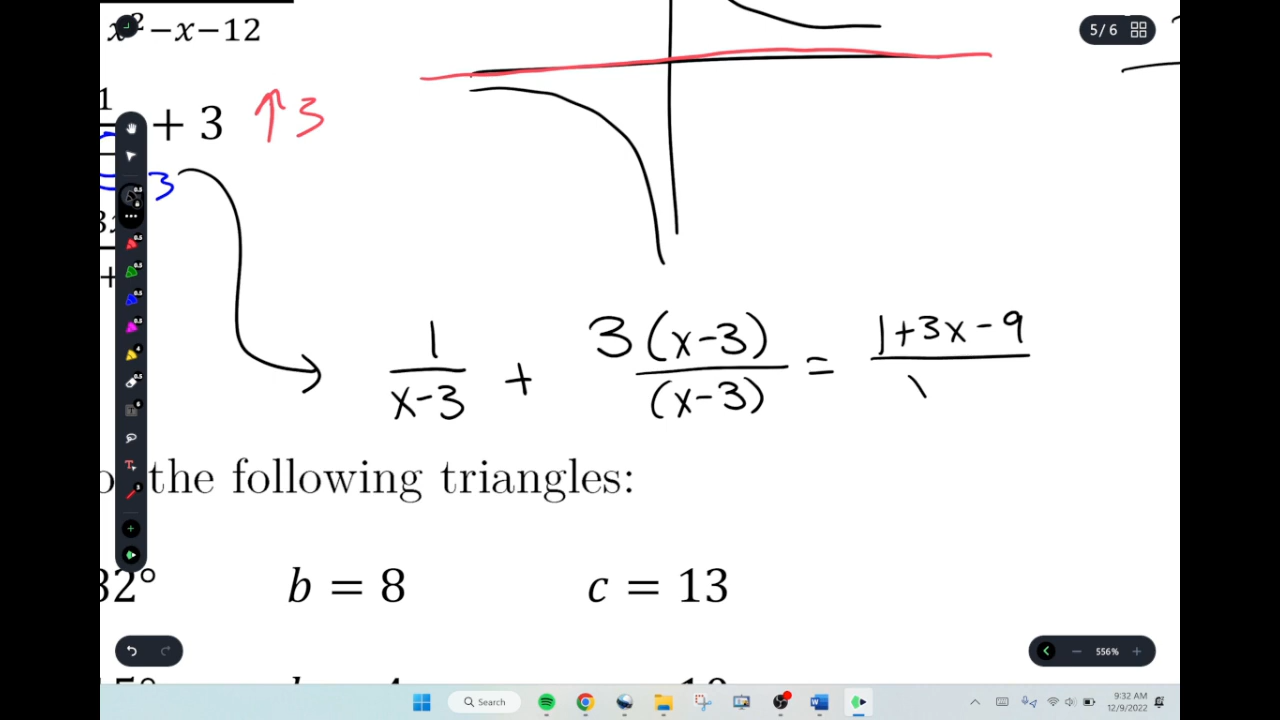 x²−x−12
5/6
1
+ 3 ↑3
3
+
1/(x-3) + 3(x-3)/(x-3) = (1+3x-9)/
the following triangles:
32° b = 8 c = 13
556%
Search
9:32 AM
12/9/2022